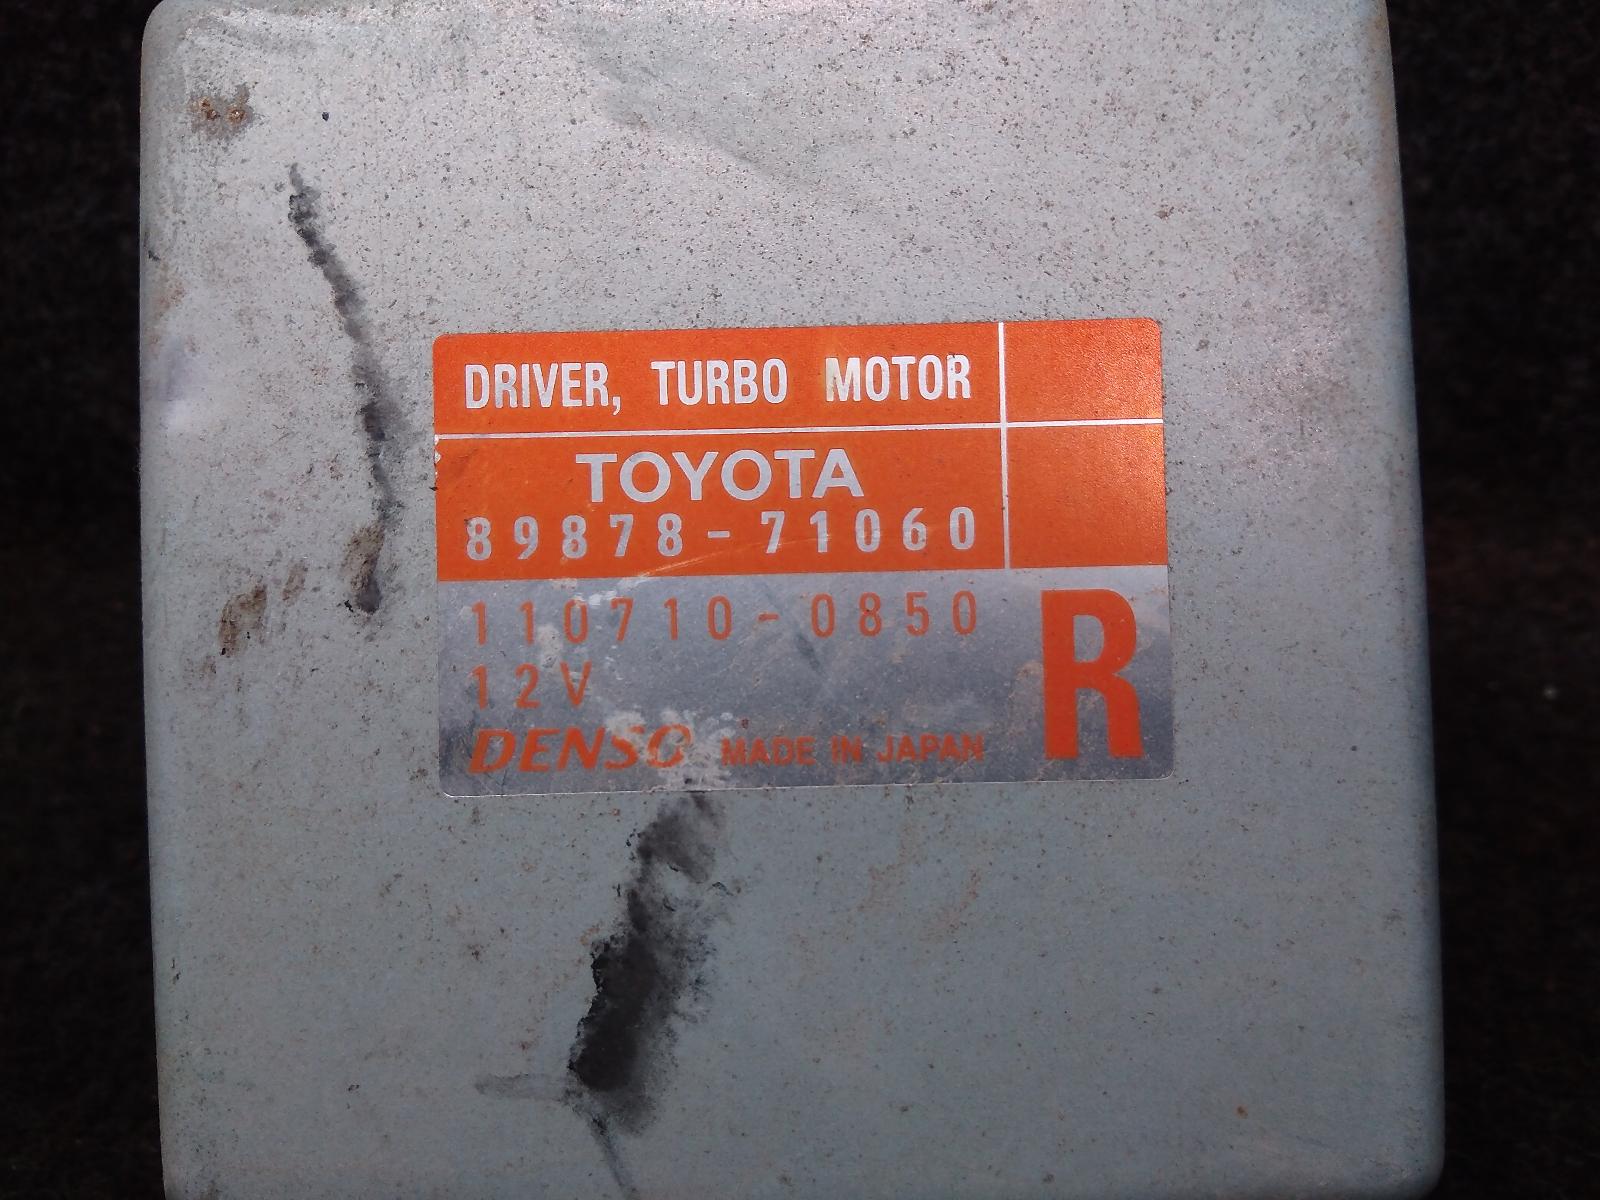 DRIVER, TURBO MOTOR
TOYOTA
89878-71060
110710-0850
12V
R
DENSO MADE IN JAPAN